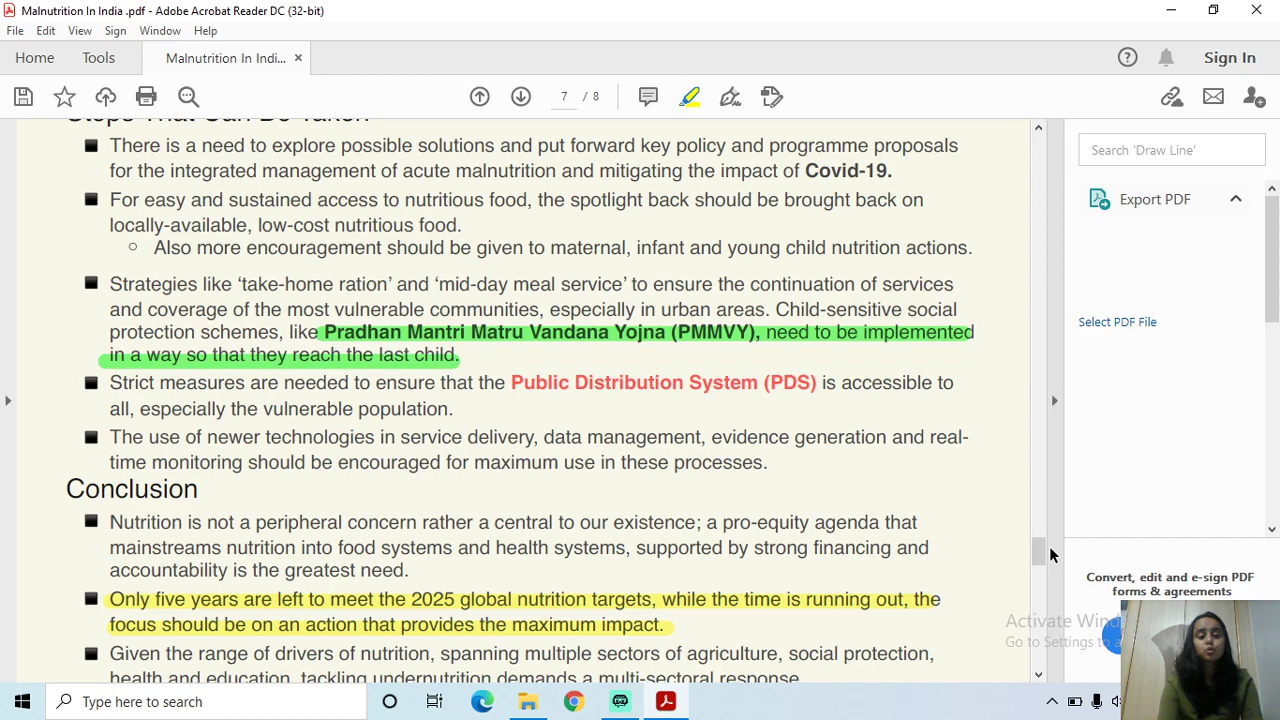 Malnutrition In India .pdf - Adobe Acrobat Reader DC (32-bit)
File Edit View Sign Window Help
Home Tools Malnutrition In Indi... × Sign In
7 / 8
Steps That Can Be Taken
There is a need to explore possible solutions and put forward key policy and programme proposals
for the integrated management of acute malnutrition and mitigating the impact of Covid-19.
For easy and sustained access to nutritious food, the spotlight back should be brought back on
locally-available, low-cost nutritious food.
Also more encouragement should be given to maternal, infant and young child nutrition actions.
Strategies like ‘take-home ration’ and ‘mid-day meal service’ to ensure the continuation of services
and coverage of the most vulnerable communities, especially in urban areas. Child-sensitive social
protection schemes, like Pradhan Mantri Matru Vandana Yojna (PMMVY), need to be implemented
in a way so that they reach the last child.
Strict measures are needed to ensure that the Public Distribution System (PDS) is accessible to
all, especially the vulnerable population.
The use of newer technologies in service delivery, data management, evidence generation and real-
time monitoring should be encouraged for maximum use in these processes.
Conclusion
Nutrition is not a peripheral concern rather a central to our existence; a pro-equity agenda that
mainstreams nutrition into food systems and health systems, supported by strong financing and
accountability is the greatest need.
Only five years are left to meet the 2025 global nutrition targets, while the time is running out, the
focus should be on an action that provides the maximum impact.
Given the range of drivers of nutrition, spanning multiple sectors of agriculture, social protection,
health and education, tackling undernutrition demands a multi-sectoral response.
Search 'Draw Line'
Export PDF
Select PDF File
Convert, edit and e-sign PDF
forms & agreements
Activate Wind
Go to Settings to a
Type here to search